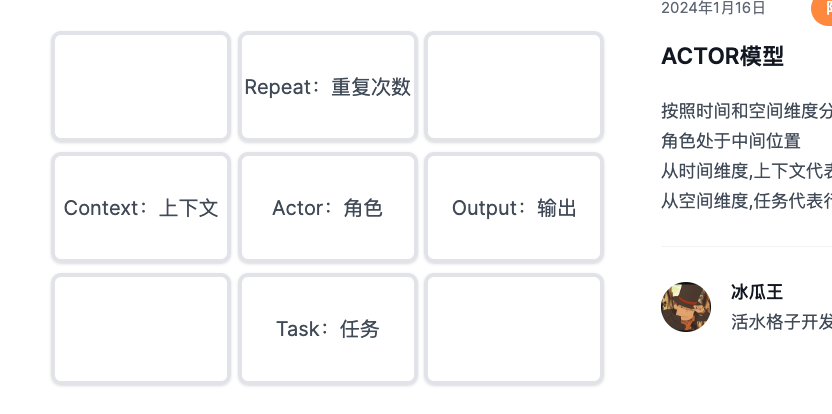 Repeat：重复次数
Context：上下文
Actor：角色
Output：输出
Task：任务
2024年1月16日
ACTOR模型
按照时间和空间维度分
角色处于中间位置
从时间维度,上下文代表
从空间维度,任务代表行
冰瓜王
活水格子开发